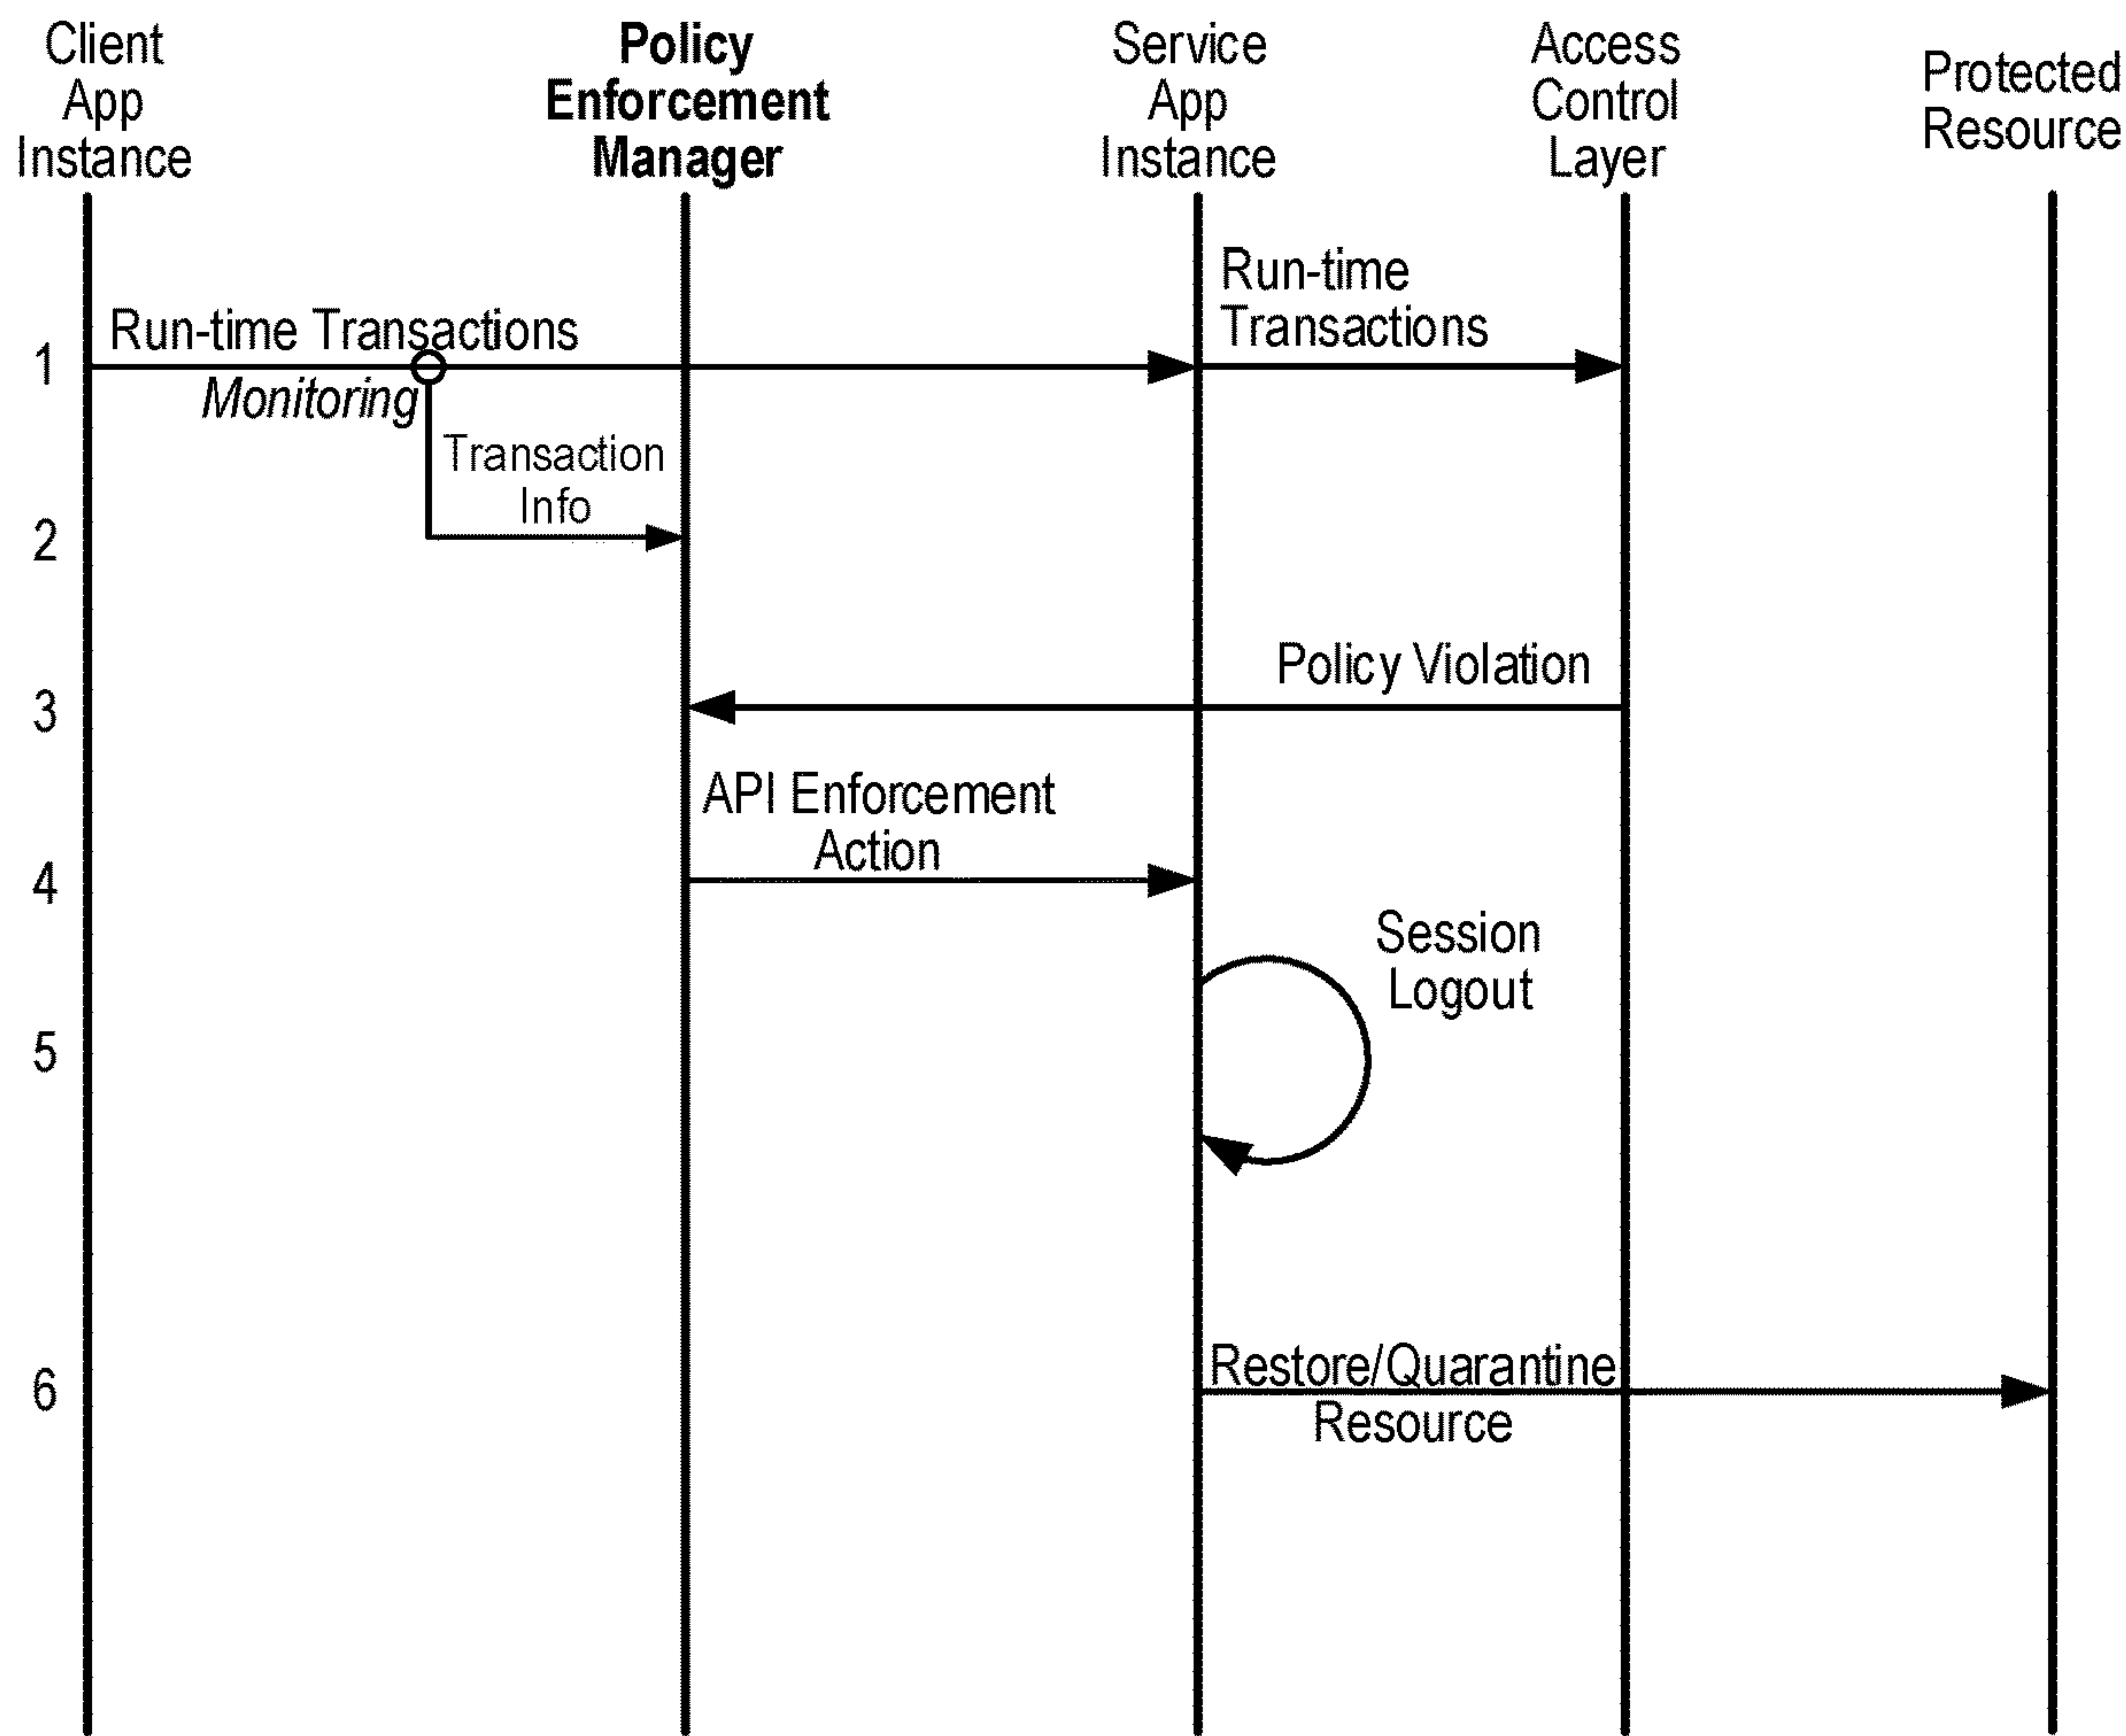 Client
App
Instance
Policy
Enforcement
Manager
Service
App
Instance
Access
Control
Layer
Protected
Resource
1
Run-time Transactions
Monitoring
Run-time
Transactions
Transaction
Info
2
Policy Violation
3
API Enforcement
Action
4
Session
Logout
5
6
Restore/Quarantine
Resource